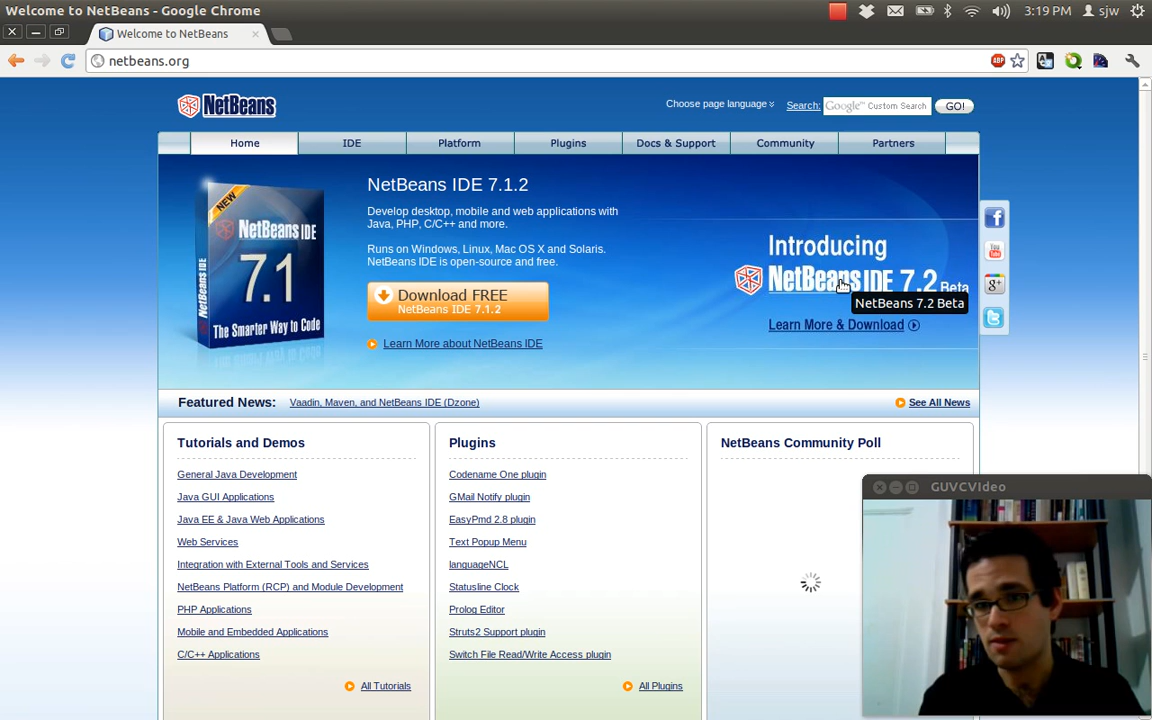 Welcome to NetBeans - Google Chrome
3:19 PM
sjw
Welcome to NetBeans
netbeans.org
ABP
NetBeans
Choose page language
Search:
Google™ Custom Search
GO!
Home
IDE
Platform
Plugins
Docs & Support
Community
Partners
NEW
NetBeans IDE
7.1
The Smarter Way to Code
NetBeans IDE
NetBeans IDE 7.1.2
Develop desktop, mobile and web applications with
Java, PHP, C/C++ and more.
Runs on Windows, Linux, Mac OS X and Solaris.
NetBeans IDE is open-source and free.
Download FREE
NetBeans IDE 7.1.2
Learn More about NetBeans IDE
Introducing
NetBeans IDE 7.2 Beta
NetBeans 7.2 Beta
Learn More & Download
You
Tube
Featured News:
Vaadin, Maven, and NetBeans IDE (Dzone)
See All News
Tutorials and Demos
General Java Development
Java GUI Applications
Java EE & Java Web Applications
Web Services
Integration with External Tools and Services
NetBeans Platform (RCP) and Module Development
PHP Applications
Mobile and Embedded Applications
C/C++ Applications
All Tutorials
Plugins
Codename One plugin
GMail Notify plugin
EasyPmd 2.8 plugin
Text Popup Menu
languageNCL
Statusline Clock
Prolog Editor
Struts2 Support plugin
Switch File Read/Write Access plugin
All Plugins
NetBeans Community Poll
GUVCVIdeo